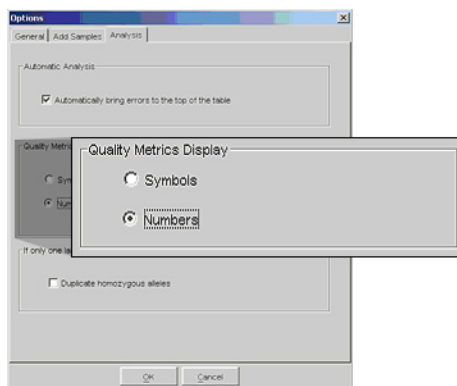 Options
General Add Samples Analysis
Automatic Analysis
Automatically bring errors to the top of the table
Quality Metrics Display
Symbols
Numbers
If only one
Duplicate homozygous alleles
OK Cancel